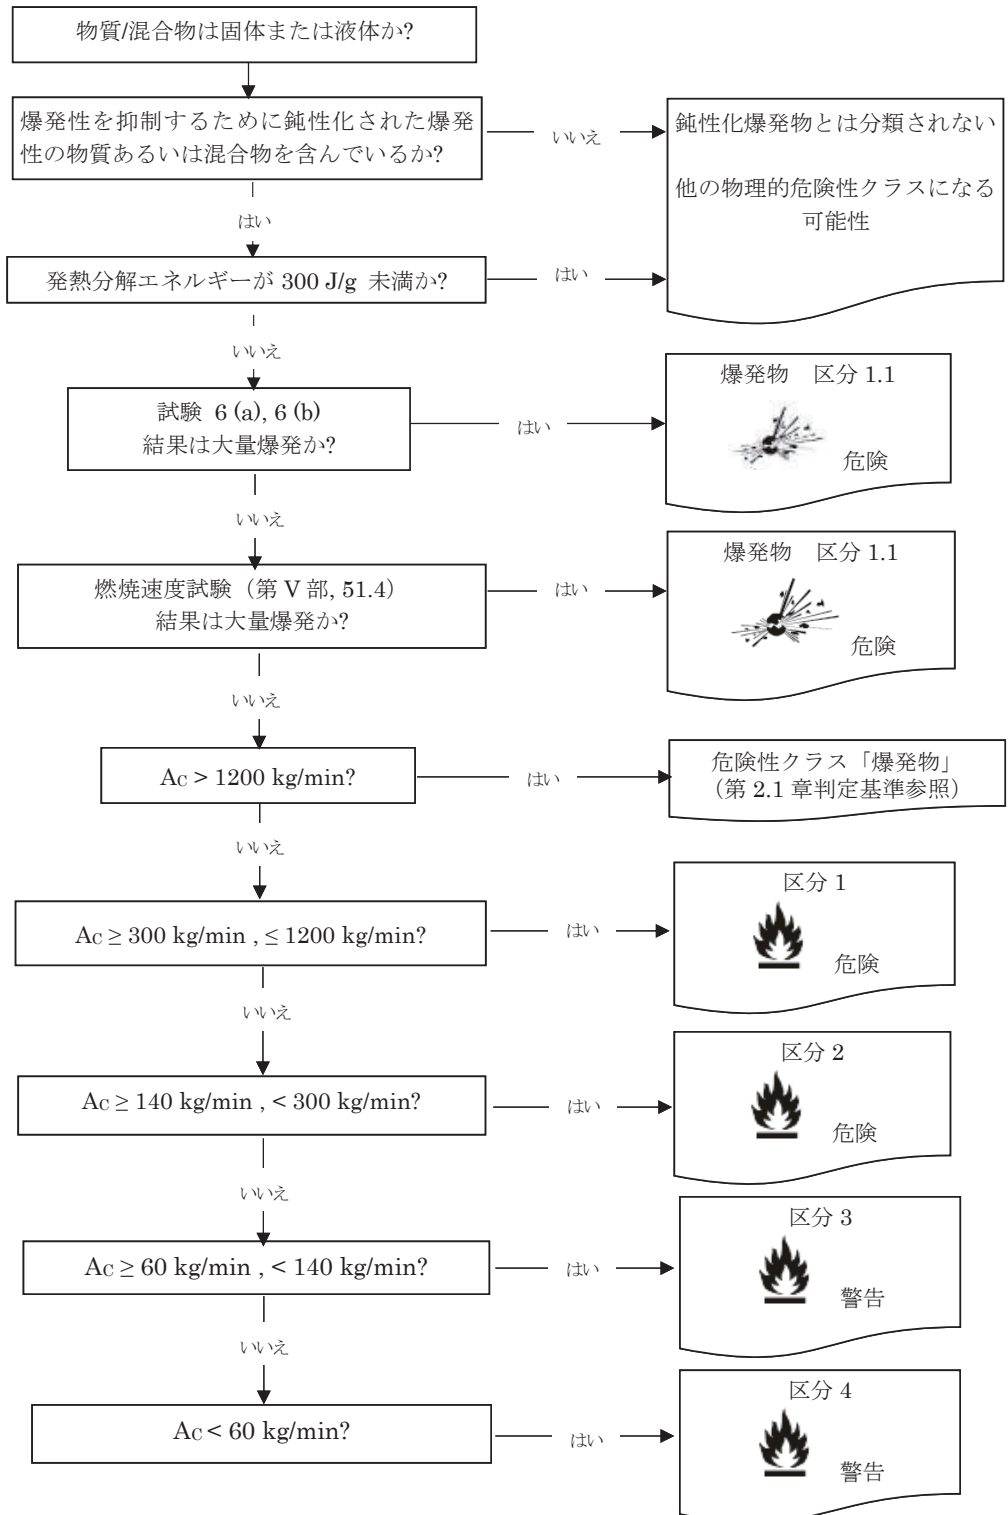 物質/混合物は固体または液体か?
爆発性を抑制するために鈍性化された爆発
性の物質あるいは混合物を含んでいるか?
いいえ
鈍性化爆発物とは分類されない
他の物理的危険性クラスになる
可能性
はい
発熱分解エネルギーが 300 J/g 未満か?
はい
いいえ
試験 6 (a), 6 (b)
結果は大量爆発か?
はい
爆発物 区分 1.1
危険
いいえ
燃焼速度試験（第 V 部, 51.4）
結果は大量爆発か?
はい
爆発物 区分 1.1
危険
いいえ
AC > 1200 kg/min?
はい
危険性クラス「爆発物」
（第 2.1 章判定基準参照）
いいえ
AC ≥ 300 kg/min , ≤ 1200 kg/min?
はい
区分 1
危険
いいえ
AC ≥ 140 kg/min , < 300 kg/min?
はい
区分 2
危険
いいえ
AC ≥ 60 kg/min , < 140 kg/min?
はい
区分 3
警告
いいえ
AC < 60 kg/min?
はい
区分 4
警告